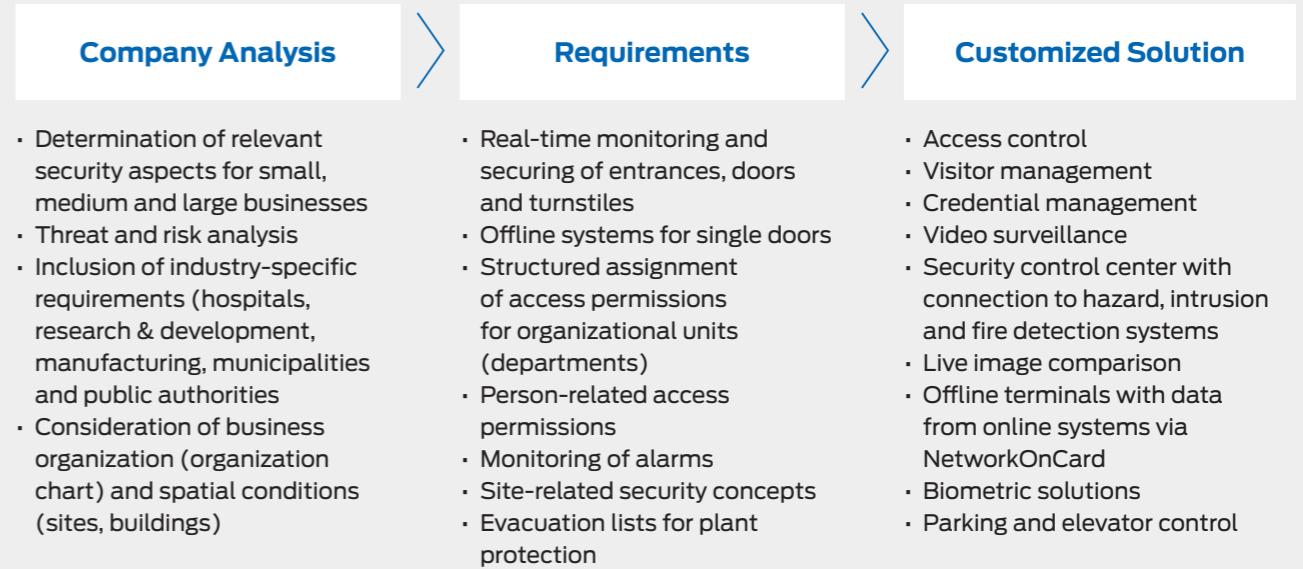 Company Analysis
· Determination of relevant
security aspects for small,
medium and large businesses
· Threat and risk analysis
· Inclusion of industry-specific
requirements (hospitals,
research & development,
manufacturing, municipalities
and public authorities
· Consideration of business
organization (organization
chart) and spatial conditions
(sites, buildings)
Requirements
· Real-time monitoring and
securing of entrances, doors
and turnstiles
· Offline systems for single doors
· Structured assignment
of access permissions
for organizational units
(departments)
· Person-related access
permissions
· Monitoring of alarms
· Site-related security concepts
· Evacuation lists for plant
protection
Customized Solution
· Access control
· Visitor management
· Credential management
· Video surveillance
· Security control center with
connection to hazard, intrusion
and fire detection systems
· Live image comparison
· Offline terminals with data
from online systems via
NetworkOnCard
· Biometric solutions
· Parking and elevator control